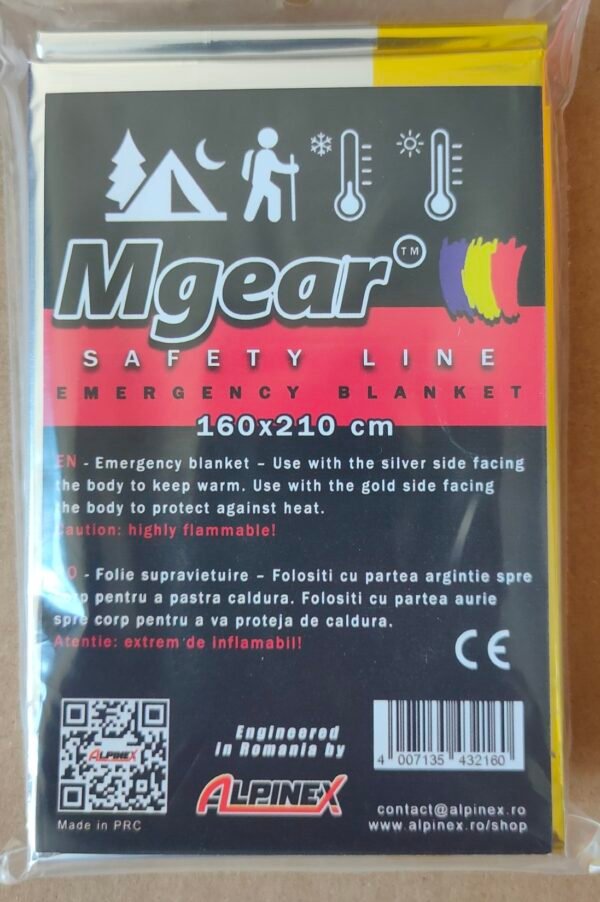 Mgear™
SAFETY LINE
EMERGENCY BLANKET
160x210 cm
EN - Emergency blanket – Use with the silver side facing
the body to keep warm. Use with the gold side facing
the body to protect against heat.
Caution: highly flammable!
RO - Folie supravietuire – Folositi cu partea argintie spre
corp pentru a pastra caldura. Folositi cu partea aurie
spre corp pentru a va proteja de caldura.
Atentie: extrem de inflamabil!
CE
ALPINEX
Made in PRC
Engineered
in Romania by
ALPINEX
4 007135 432160
contact@alpinex.ro
www.alpinex.ro/shop